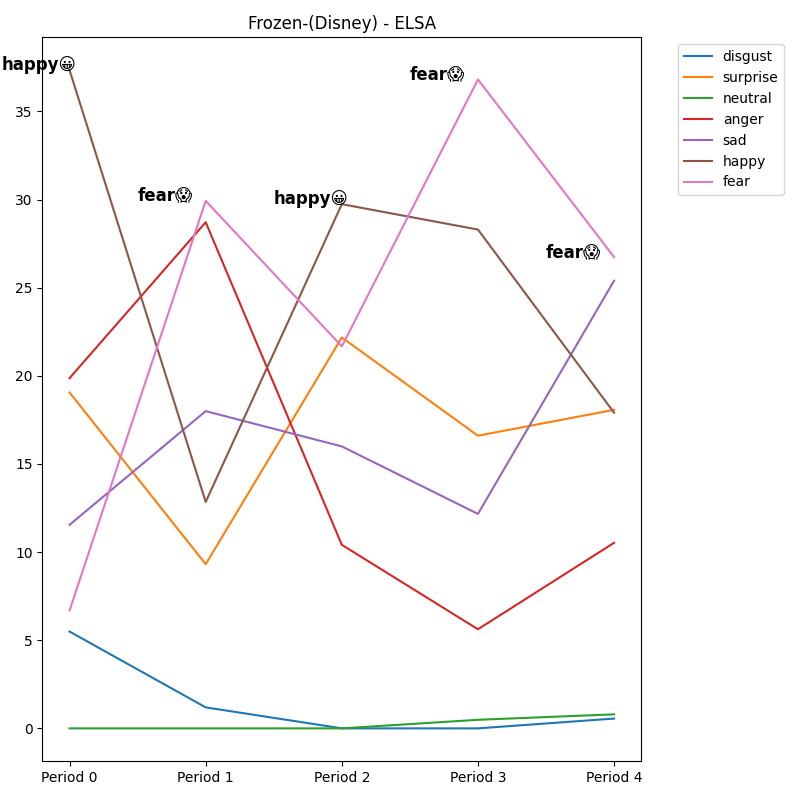 Frozen-(Disney) - ELSA
happy😀
fear😱
happy😀
fear😱
fear😱
disgust
surprise
neutral
anger
sad
happy
fear
35
30
25
20
15
10
5
0
Period 0
Period 1
Period 2
Period 3
Period 4